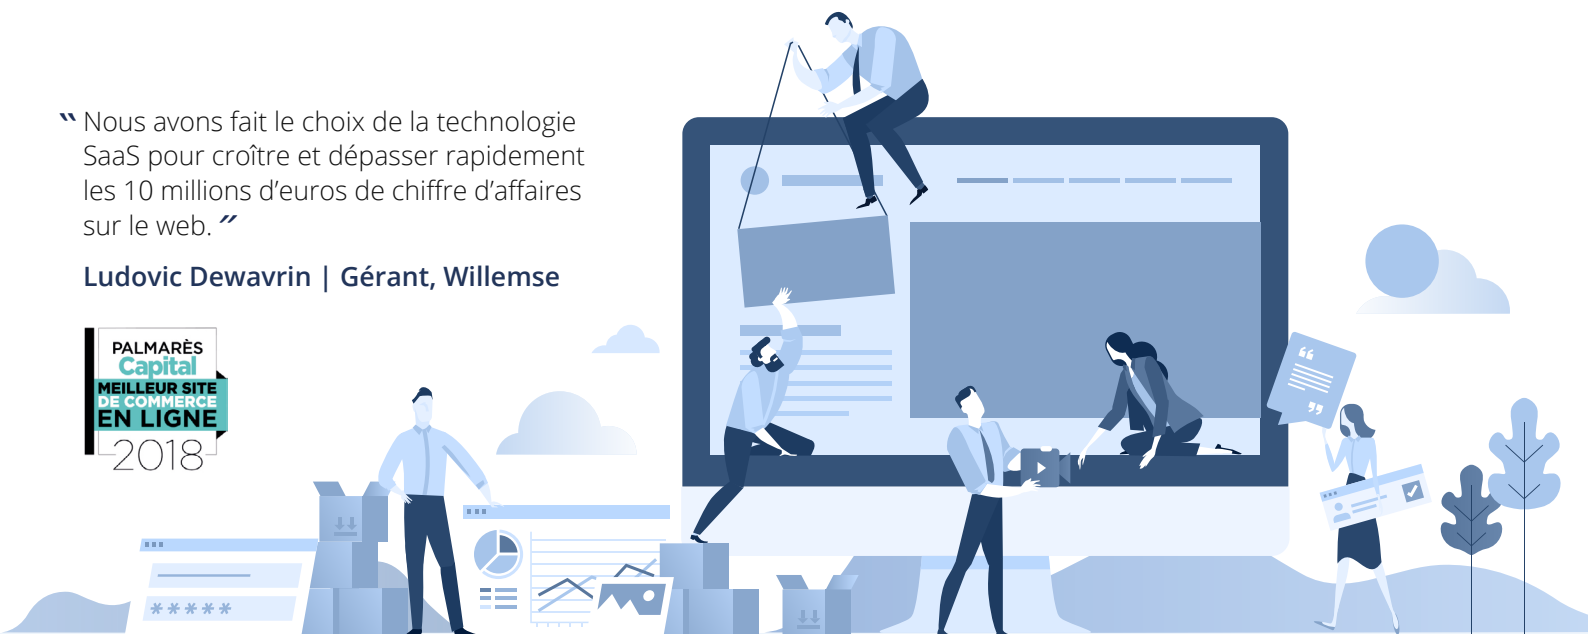 “ Nous avons fait le choix de la technologie
SaaS pour croître et dépasser rapidement
les 10 millions d’euros de chiffre d’affaires
sur le web. ”
Ludovic Dewavrin | Gérant, Willemse
PALMARÈS
Capital
MEILLEUR SITE
DE COMMERCE
EN LIGNE
2018
*****